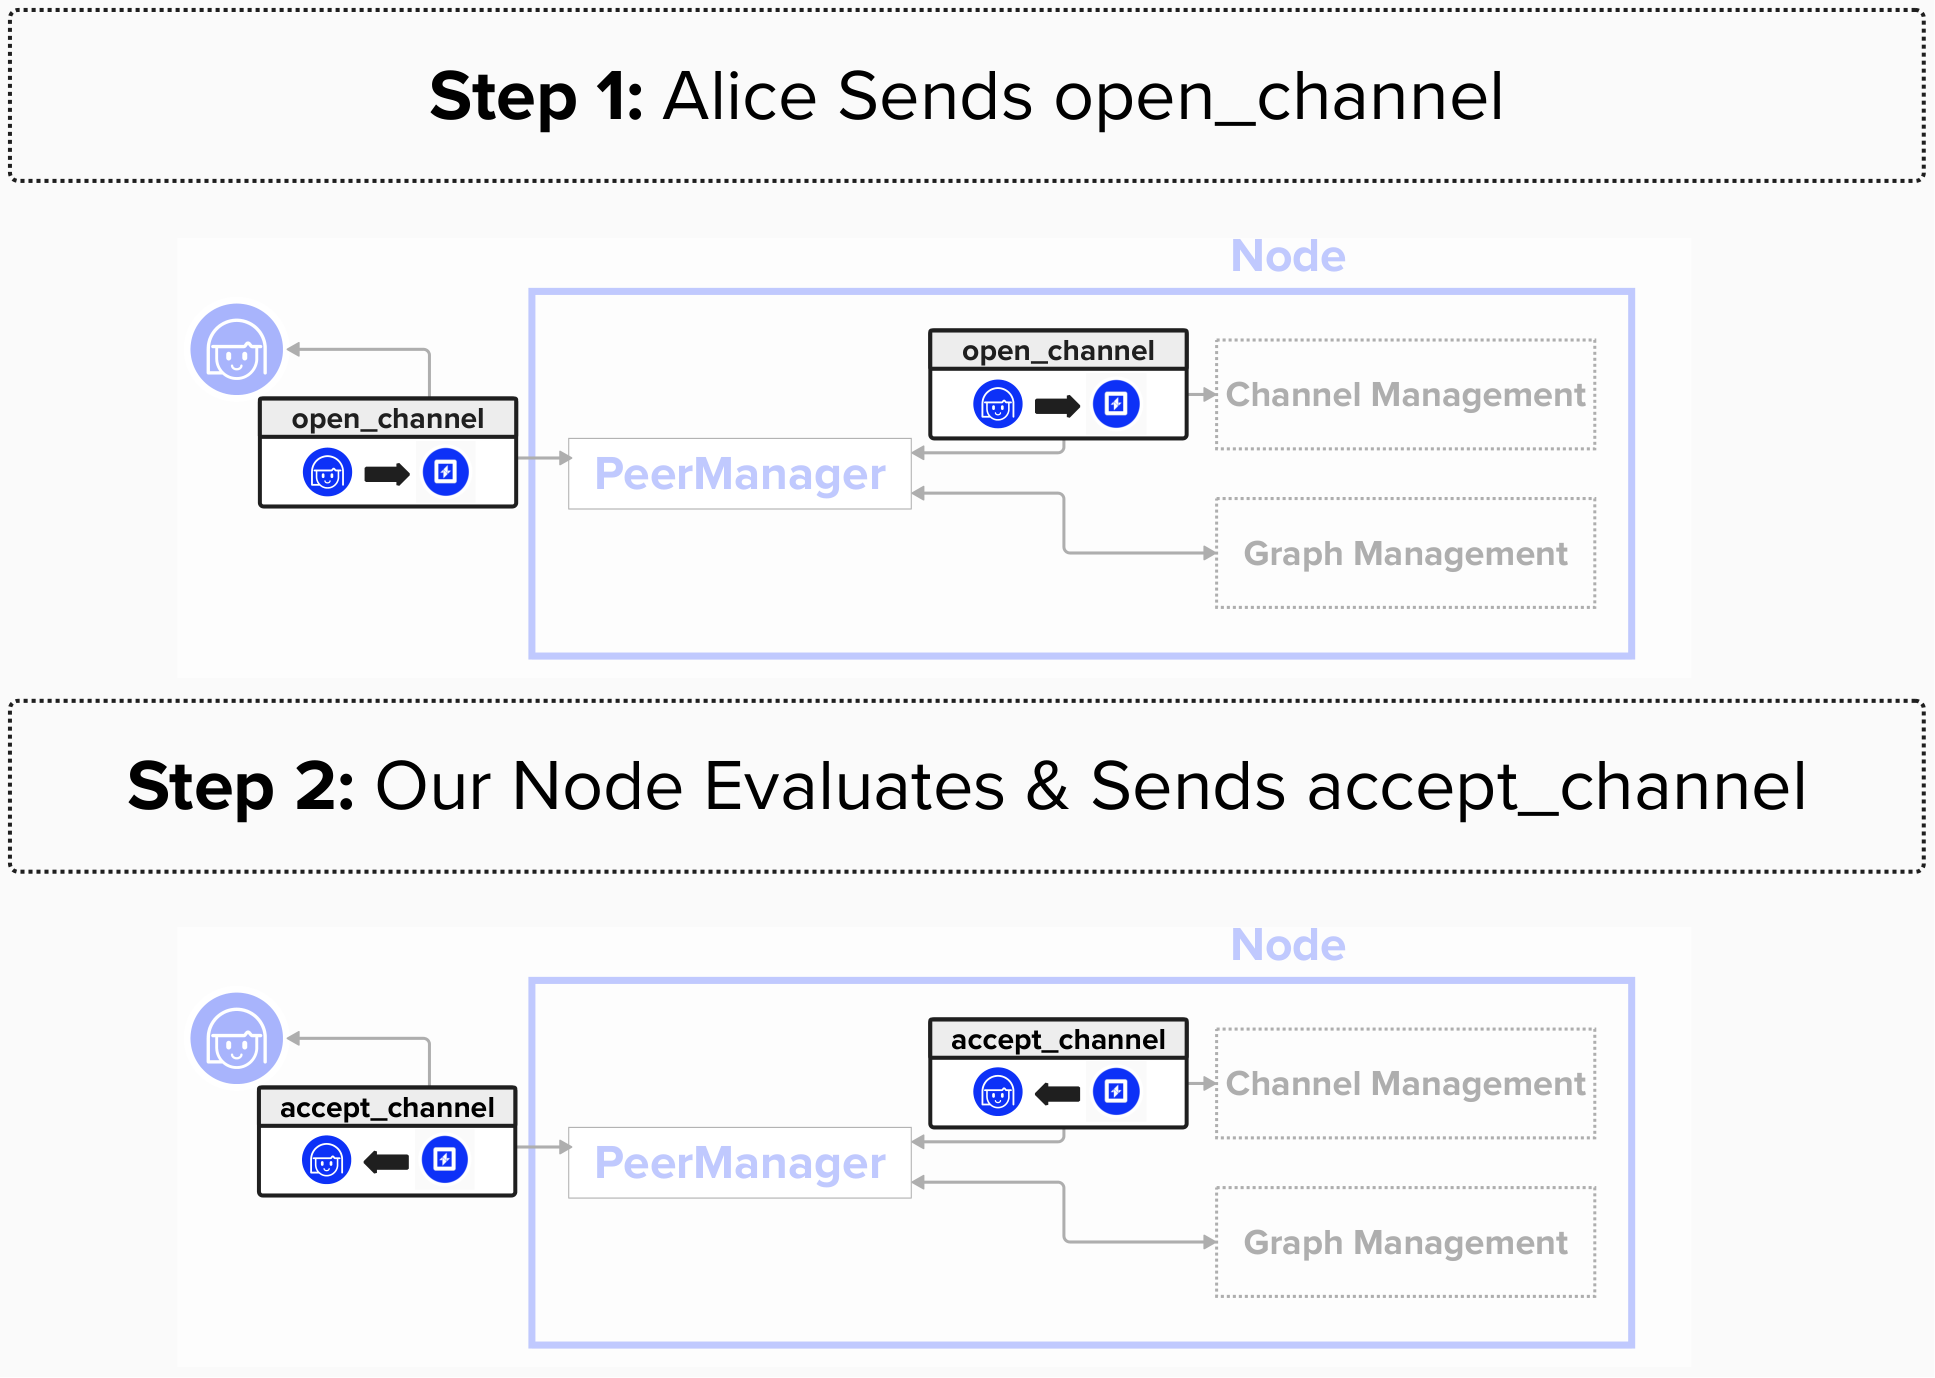 Step 1: Alice Sends open_channel
Node
open_channel
Channel Management
open_channel
PeerManager
Graph Management
Step 2: Our Node Evaluates & Sends accept_channel
Node
accept_channel
Channel Management
accept_channel
PeerManager
Graph Management